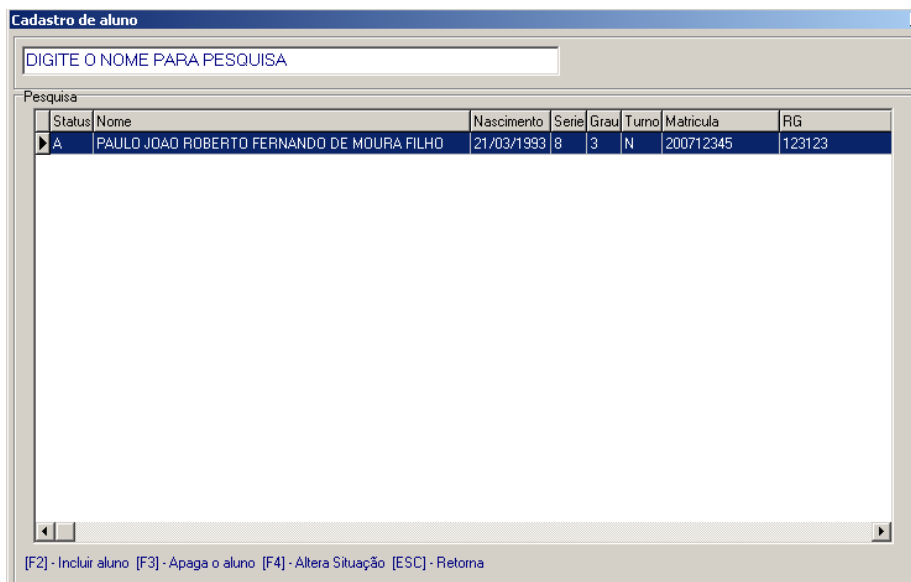 Cadastro de aluno
DIGITE O NOME PARA PESQUISA
Pesquisa
Status Nome Nascimento Serie Grau Turno Matricula RG
A PAULO JOAO ROBERTO FERNANDO DE MOURA FILHO 21/03/1993 8 3 N 200712345 123123
[F2] - Incluir aluno [F3] - Apaga o aluno [F4] - Altera Situação [ESC] - Retorna